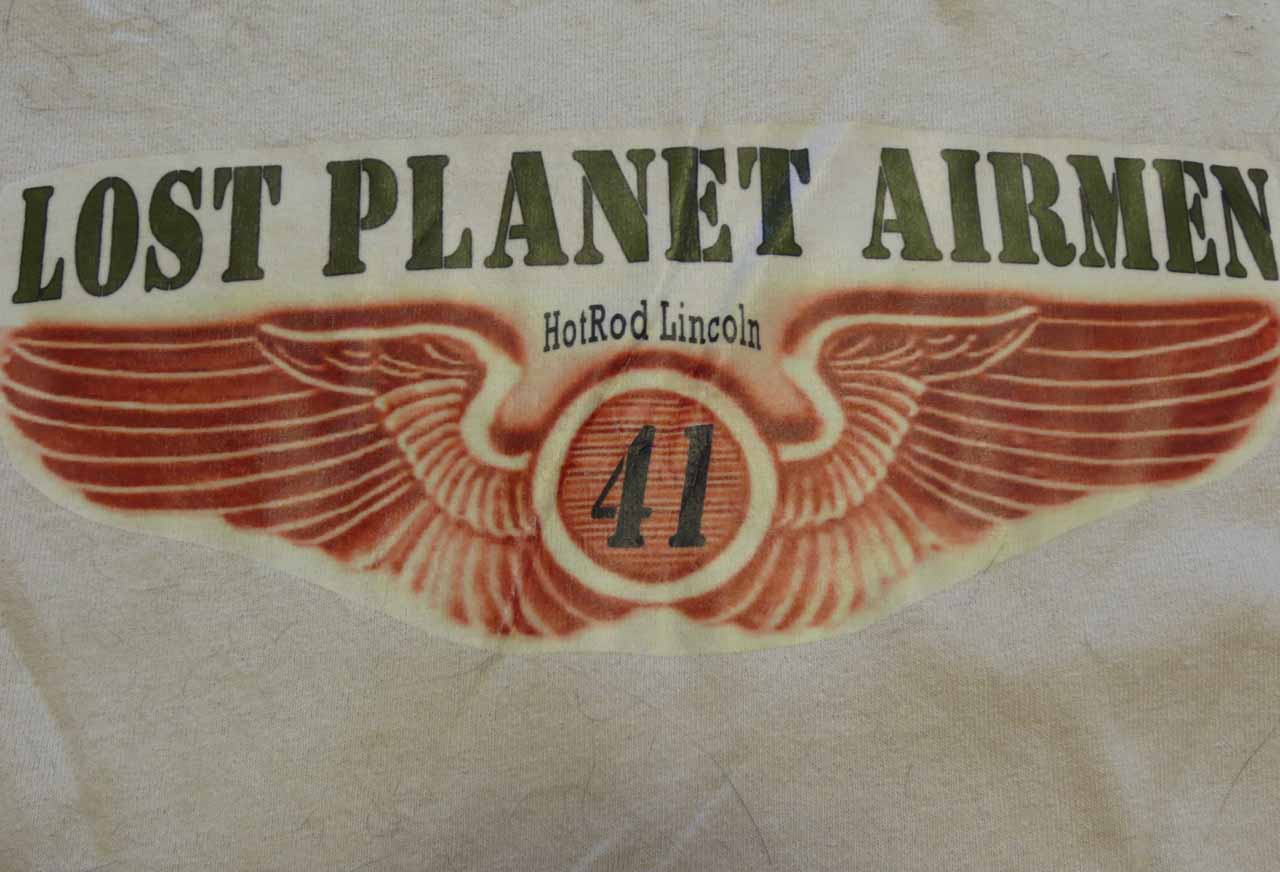 LOST PLANET AIRMEN
HotRod Lincoln
41